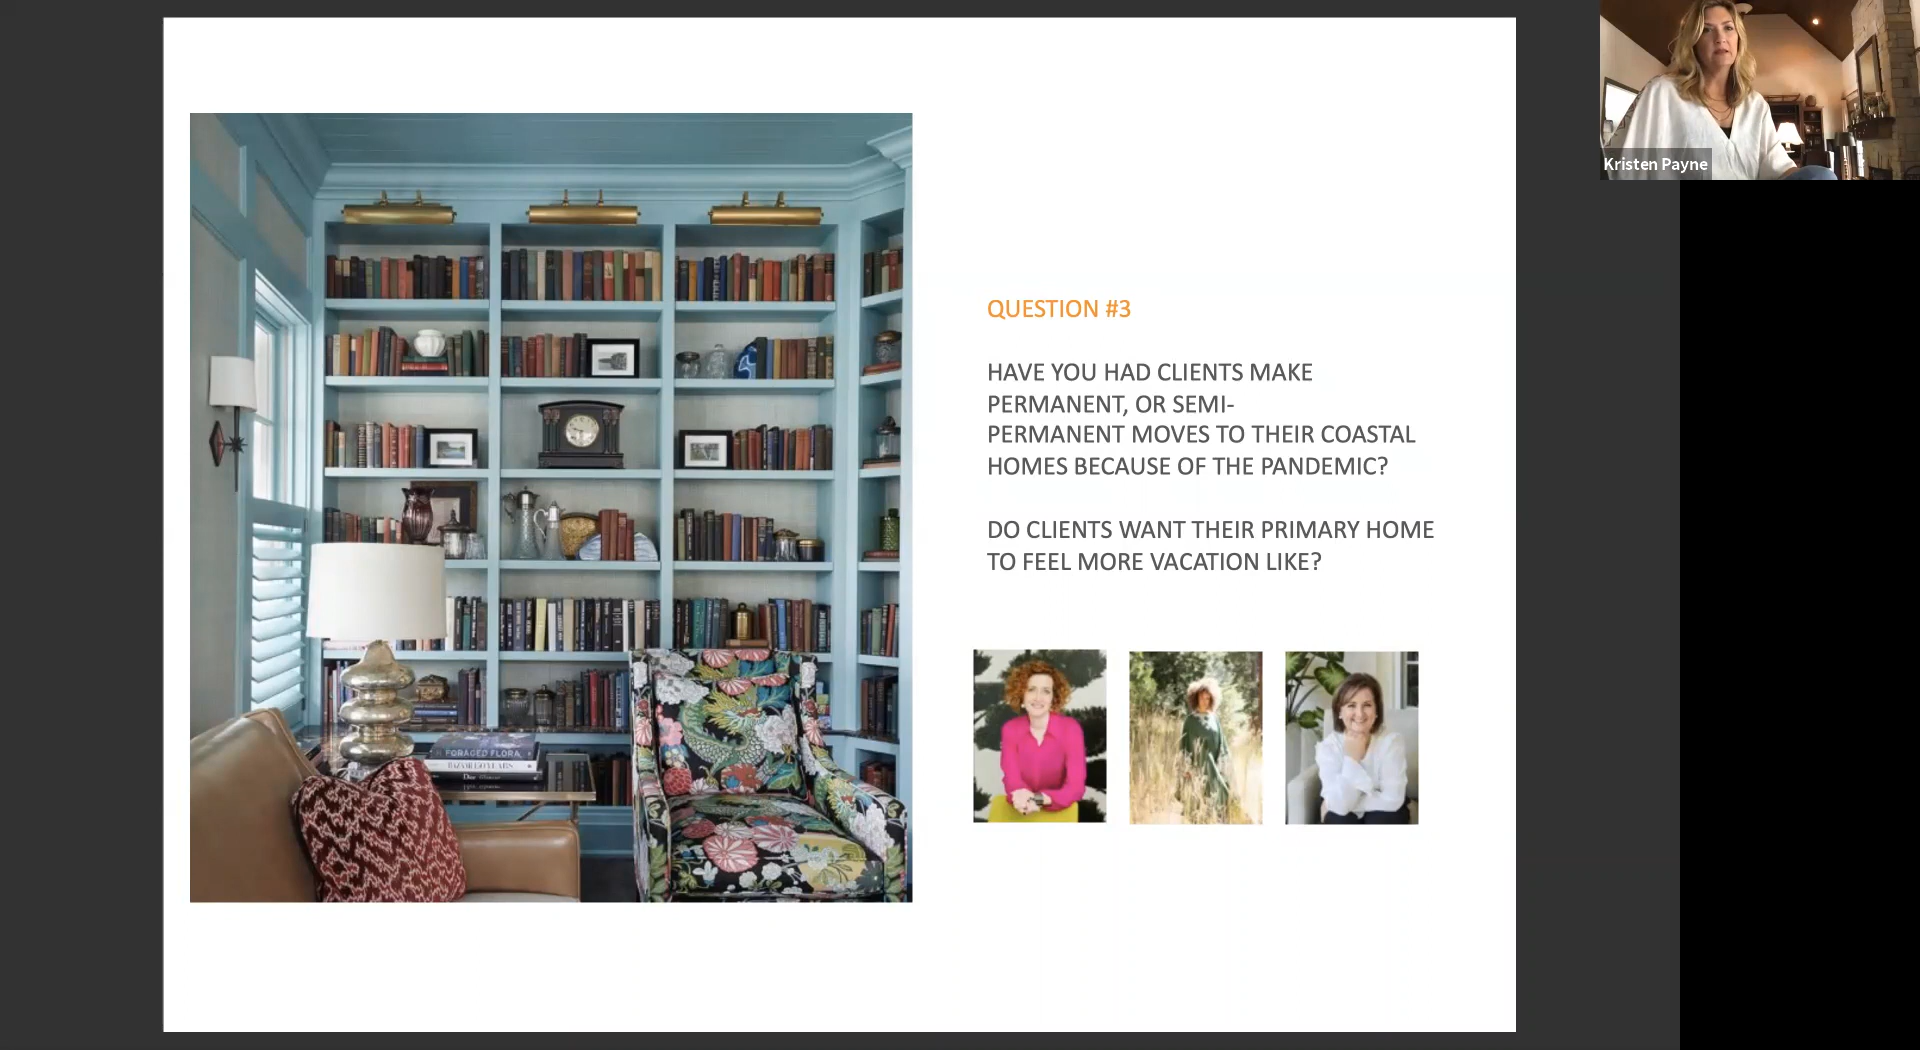 Kristen Payne
QUESTION #3
HAVE YOU HAD CLIENTS MAKE
PERMANENT, OR SEMI-
PERMANENT MOVES TO THEIR COASTAL
HOMES BECAUSE OF THE PANDEMIC?
DO CLIENTS WANT THEIR PRIMARY HOME
TO FEEL MORE VACATION LIKE?
FORAGED FLORA